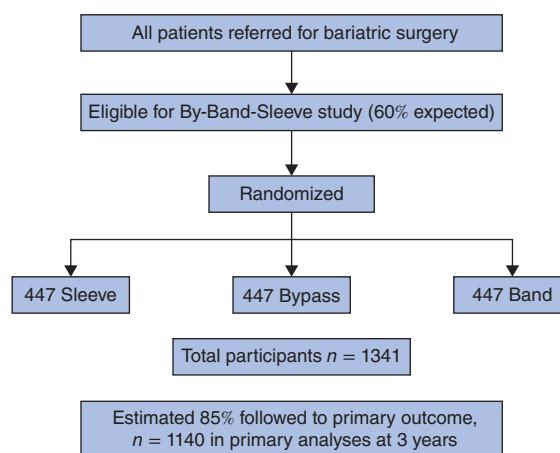 All patients referred for bariatric surgery
Eligible for By-Band-Sleeve study (60% expected)
Randomized
447 Sleeve
447 Bypass
447 Band
Total participants n = 1341
Estimated 85% followed to primary outcome,
n = 1140 in primary analyses at 3 years